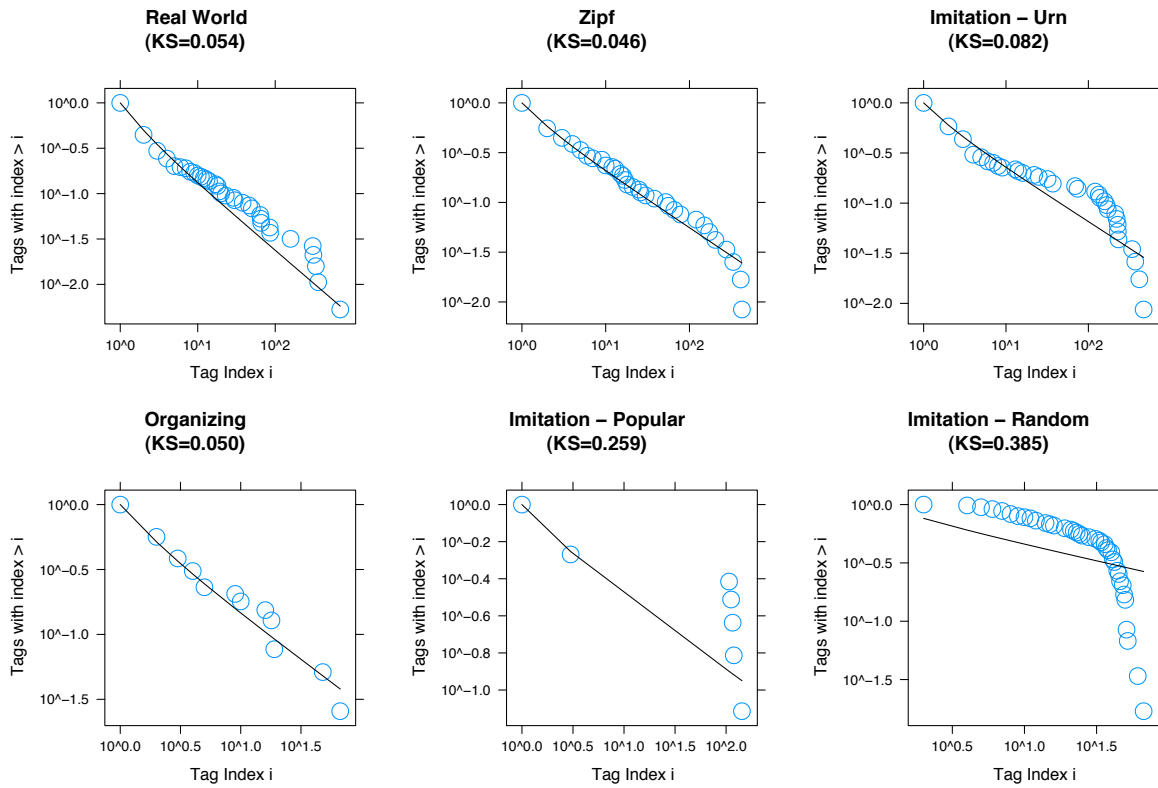 Real World
(KS=0.054)
Zipf
(KS=0.046)
Imitation − Urn
(KS=0.082)
Tags with index > i
10^0.0
10^−0.5
10^−1.0
10^−1.5
10^−2.0
10^0
10^1
10^2
Tag Index i
Tags with index > i
10^0.0
10^−0.5
10^−1.0
10^−1.5
10^−2.0
10^0
10^1
10^2
Tag Index i
Tags with index > i
10^0.0
10^−0.5
10^−1.0
10^−1.5
10^−2.0
10^0
10^1
10^2
Tag Index i
Organizing
(KS=0.050)
Imitation − Popular
(KS=0.259)
Imitation − Random
(KS=0.385)
Tags with index > i
10^0.0
10^−0.5
10^−1.0
10^−1.5
10^0.0
10^0.5
10^1.0
10^1.5
Tag Index i
Tags with index > i
10^0.0
10^−0.2
10^−0.4
10^−0.6
10^−0.8
10^−1.0
10^0.0
10^0.5
10^1.0
10^1.5
10^2.0
Tag Index i
Tags with index > i
10^0.0
10^−0.5
10^−1.0
10^−1.5
10^0.5
10^1.0
10^1.5
Tag Index i